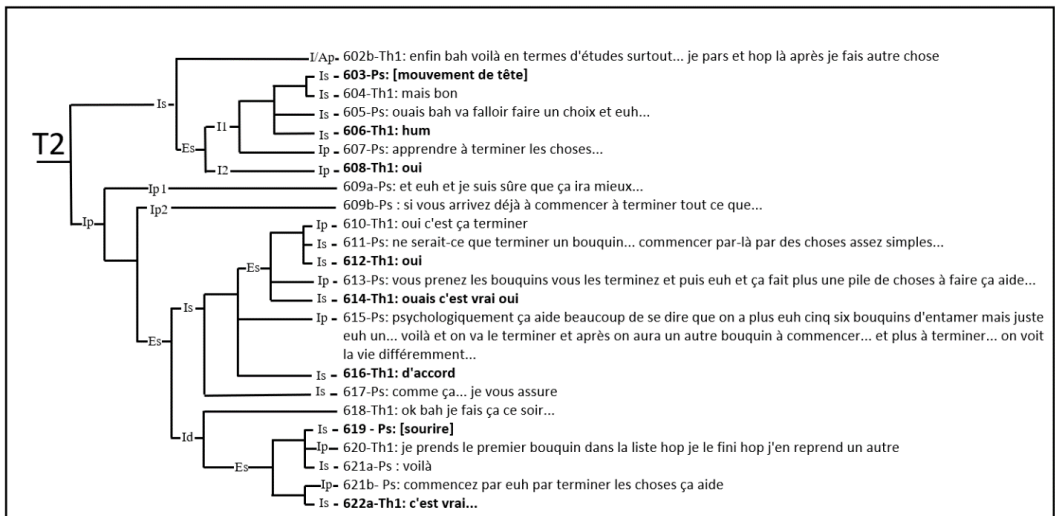 I/Ap- 602b-Th1: enfin bah voilà en termes d'études surtout... je pars et hop là après je fais autre chose
Is - 603-Ps: [mouvement de tête]
Is
Is - 604-Th1: mais bon
Is - 605-Ps: ouais bah va falloir faire un choix et euh...
I1
Is - 606-Th1: hum
T2
Es
Ip - 607-Ps: apprendre à terminer les choses...
I2
Ip - 608-Th1: oui
Ip 1
609a-Ps: et euh et je suis sûre que ça ira mieux...
Ip2
609b-Ps : si vous arrivez déjà à commencer à terminer tout ce que...
Ip
Ip - 610-Th1: oui c'est ça terminer
Is - 611-Ps: ne serait-ce que terminer un bouquin... commencer par-là par des choses assez simples...
Is - 612-Th1: oui
Es
Ip - 613-Ps: vous prenez les bouquins vous les terminez et puis euh et ça fait plus une pile de choses à faire ça aide...
Is - 614-Th1: ouais c'est vrai oui
Is
Ip - 615-Ps: psychologiquement ça aide beaucoup de se dire que on a plus euh cinq six bouquins d'entamer mais juste
euh un... voilà et on va le terminer et après on aura un autre bouquin à commencer... et plus à terminer... on voit
Es
la vie différemment...
Is - 616-Th1: d'accord
Is - 617-Ps: comme ça... je vous assure
618-Th1: ok bah je fais ça ce soir...
Is - 619 - Ps: [sourire]
Id
Ip- 620-Th1: je prends le premier bouquin dans la liste hop je le fini hop j'en reprend un autre
Es
Is - 621a-Ps : voilà
Ip- 621b- Ps: commencez par euh par terminer les choses ça aide
Is - 622a-Th1: c'est vrai...